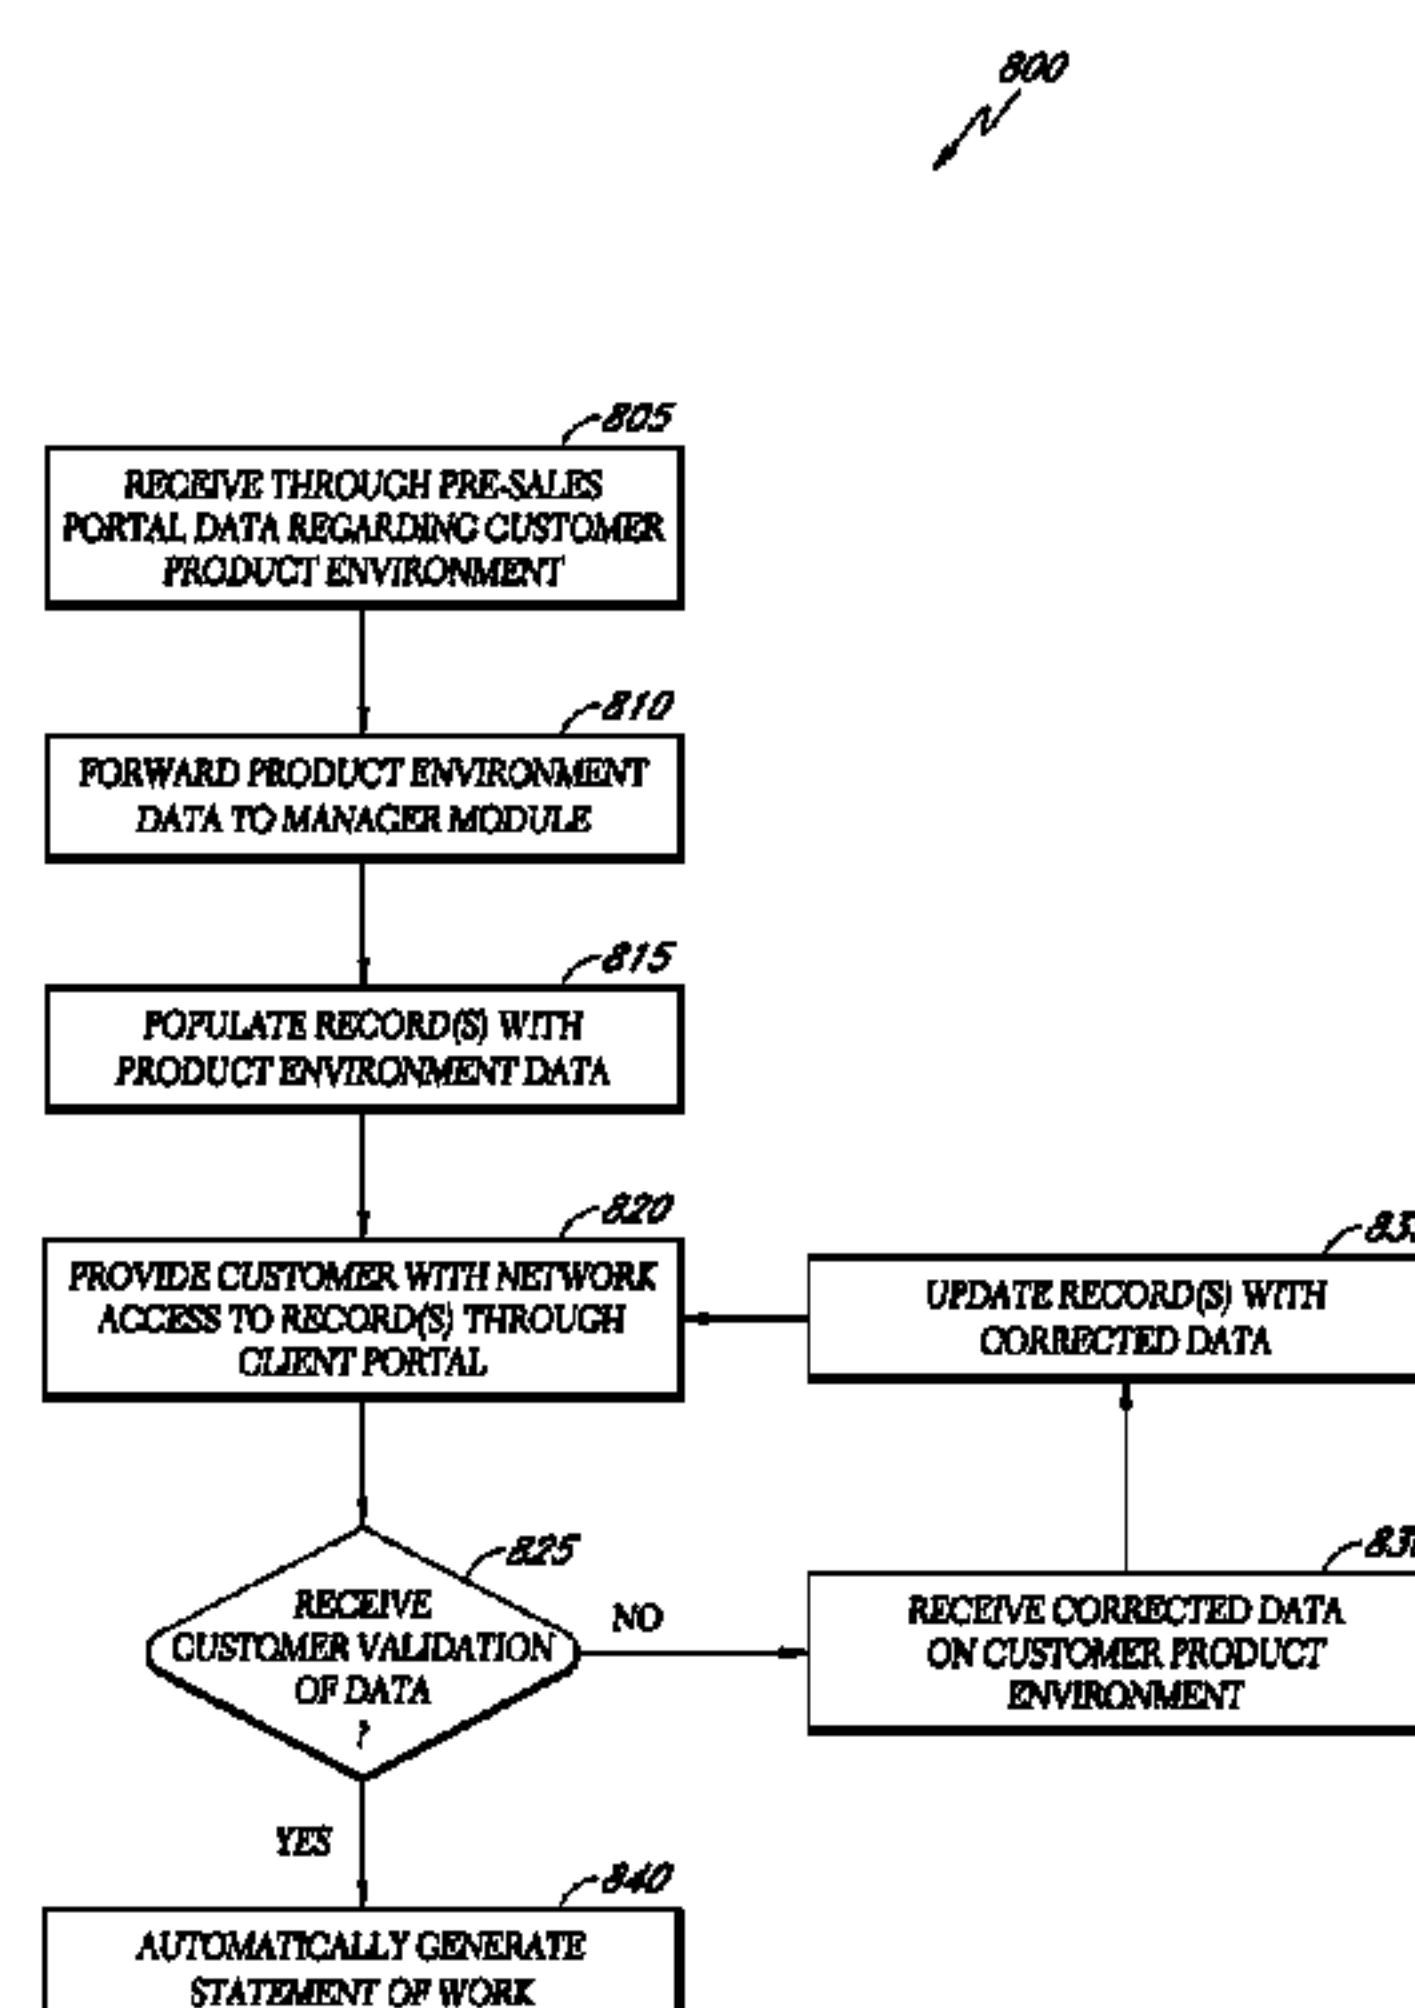 800
805
RECEIVE THROUGH PRE-SALES
PORTAL DATA REGARDING CUSTOMER
PRODUCT ENVIRONMENT
810
FORWARD PRODUCT ENVIRONMENT
DATA TO MANAGER MODULE
815
POPULATE RECORD(S) WITH
PRODUCT ENVIRONMENT DATA
820
PROVIDE CUSTOMER WITH NETWORK
ACCESS TO RECORD(S) THROUGH
CLIENT PORTAL
UPDATE RECORD(S) WITH
CORRECTED DATA
825
RECEIVE
CUSTOMER VALIDATION
OF DATA
?
NO
RECEIVE CORRECTED DATA
ON CUSTOMER PRODUCT
ENVIRONMENT
YES
840
AUTOMATICALLY GENERATE
STATEMENT OF WORK